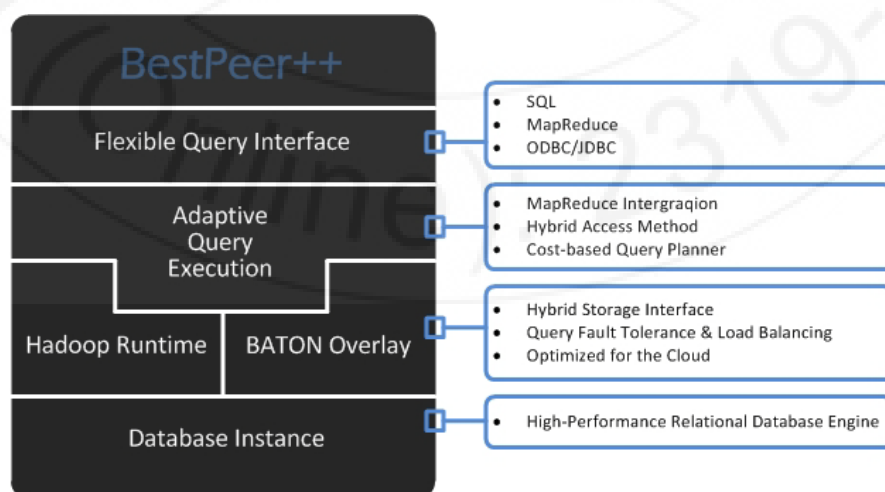 BestPeer++
Flexible Query Interface
• SQL
• MapReduce
• ODBC/JDBC
Adaptive
Query
Execution
• MapReduce Intergraqion
• Hybrid Access Method
• Cost-based Query Planner
Hadoop Runtime
BATON Overlay
• Hybrid Storage Interface
• Query Fault Tolerance & Load Balancing
• Optimized for the Cloud
Database Instance
• High-Performance Relational Database Engine
(Online) 2319-